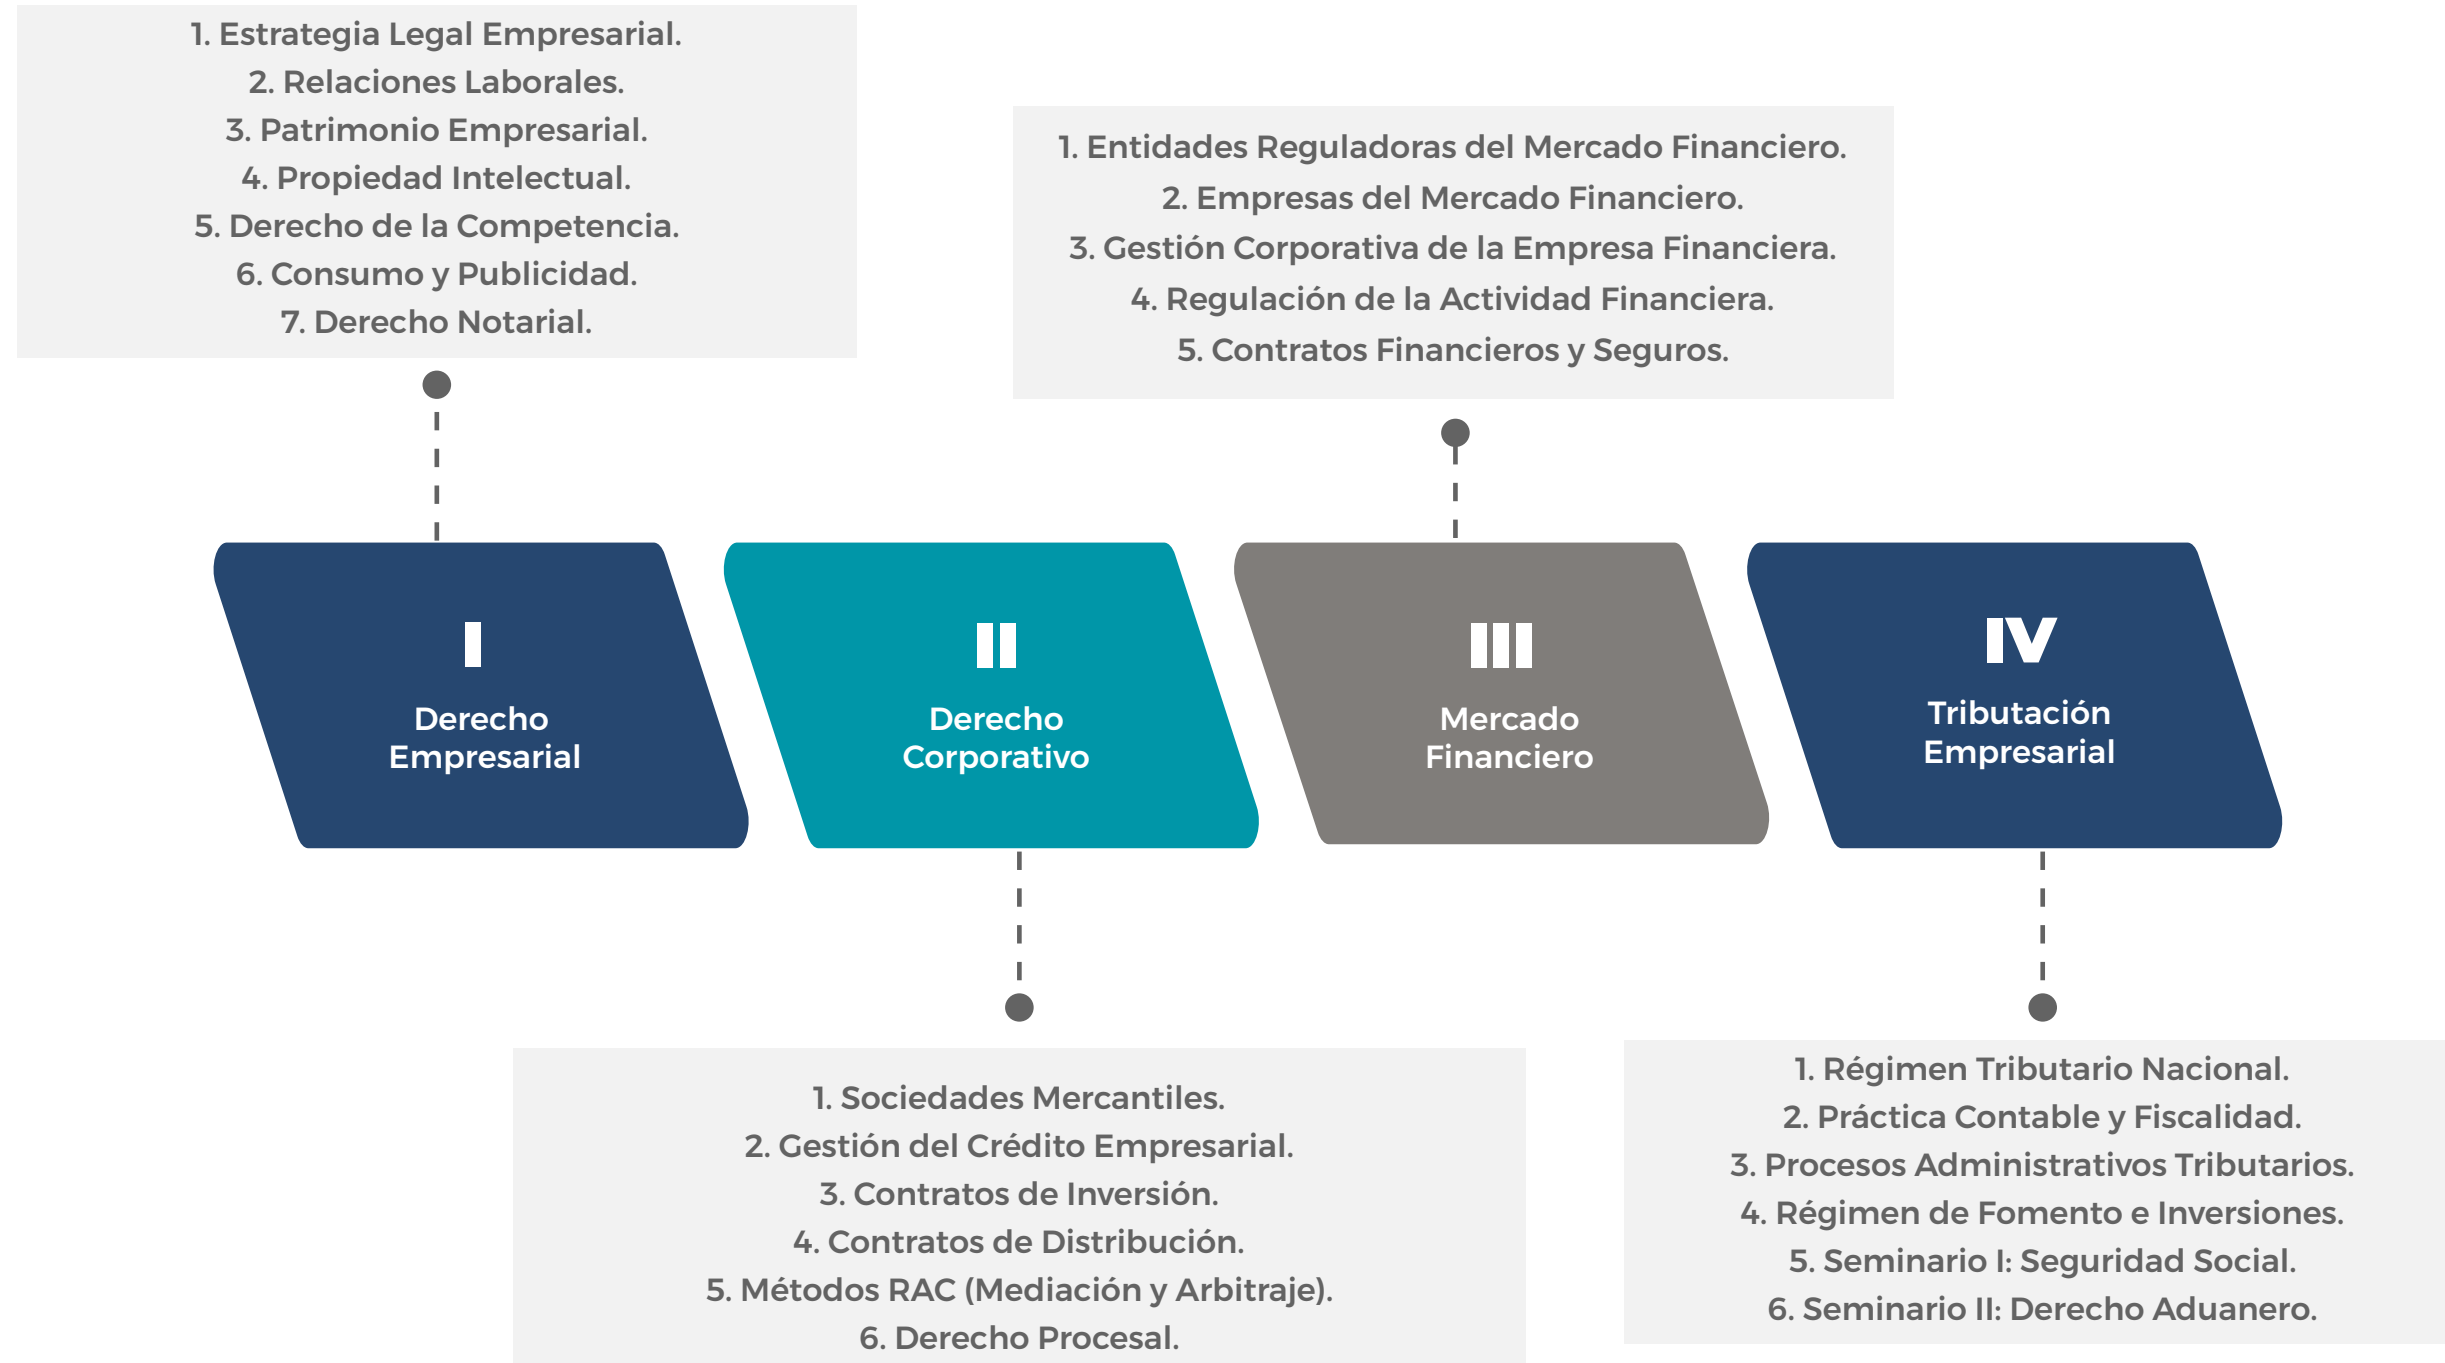 1. Estrategia Legal Empresarial.
2. Relaciones Laborales.
3. Patrimonio Empresarial.
4. Propiedad Intelectual.
5. Derecho de la Competencia.
6. Consumo y Publicidad.
7. Derecho Notarial.
1. Entidades Reguladoras del Mercado Financiero.
2. Empresas del Mercado Financiero.
3. Gestión Corporativa de la Empresa Financiera.
4. Regulación de la Actividad Financiera.
5. Contratos Financieros y Seguros.
I
Derecho
Empresarial
II
Derecho
Corporativo
III
Mercado
Financiero
IV
Tributación
Empresarial
1. Sociedades Mercantiles.
2. Gestión del Crédito Empresarial.
3. Contratos de Inversión.
4. Contratos de Distribución.
5. Métodos RAC (Mediación y Arbitraje).
6. Derecho Procesal.
1. Régimen Tributario Nacional.
2. Práctica Contable y Fiscalidad.
3. Procesos Administrativos Tributarios.
4. Régimen de Fomento e Inversiones.
5. Seminario I: Seguridad Social.
6. Seminario II: Derecho Aduanero.